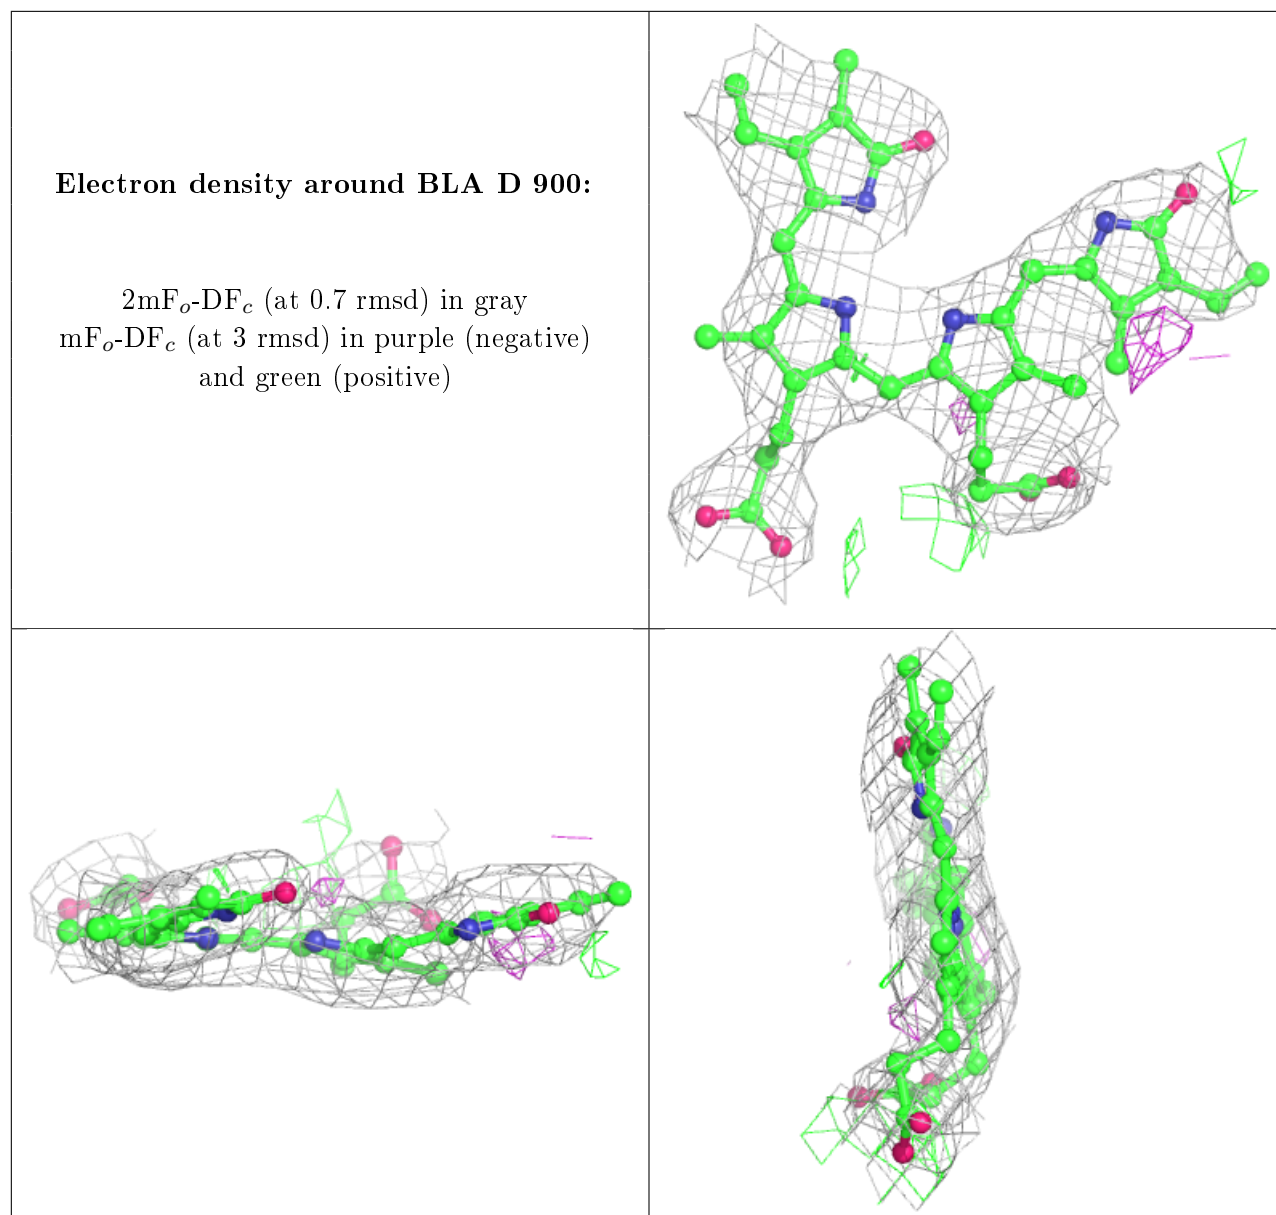 Electron density around BLA D 900:
2mFₒ-DF𝒸 (at 0.7 rmsd) in gray
mFₒ-DF𝒸 (at 3 rmsd) in purple (negative)
and green (positive)